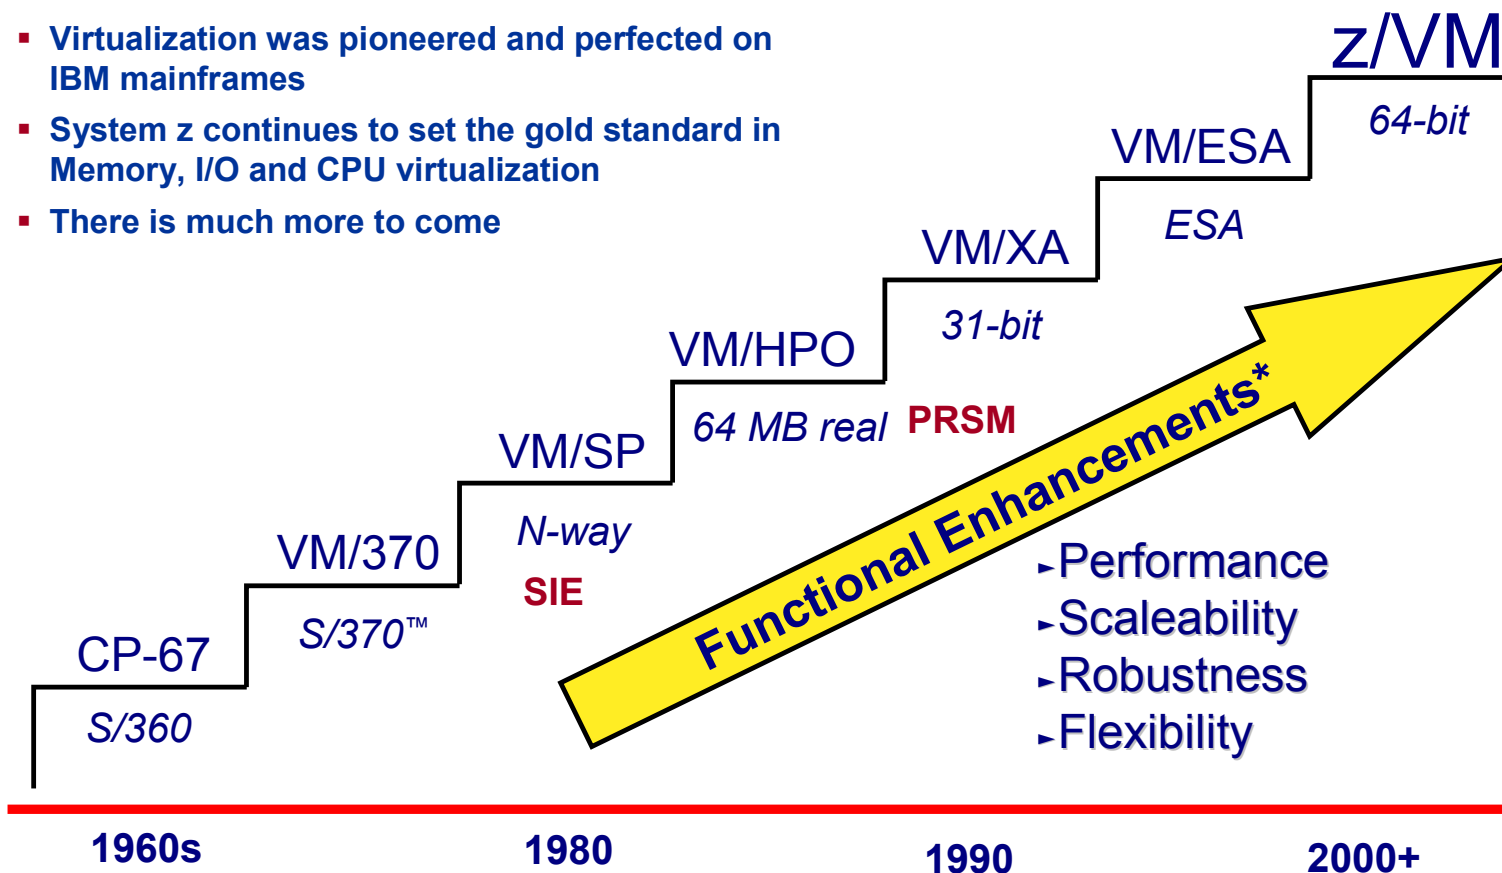 ▪ Virtualization was pioneered and perfected on
IBM mainframes
▪ System z continues to set the gold standard in
Memory, I/O and CPU virtualization
▪ There is much more to come
z/VM
64-bit
VM/ESA
ESA
VM/XA
31-bit
VM/HPO
64 MB real
PRSM
VM/SP
N-way
SIE
VM/370
S/370™
CP-67
S/360
Functional Enhancements*
►Performance
►Scaleability
►Robustness
►Flexibility
1960s
1980
1990
2000+